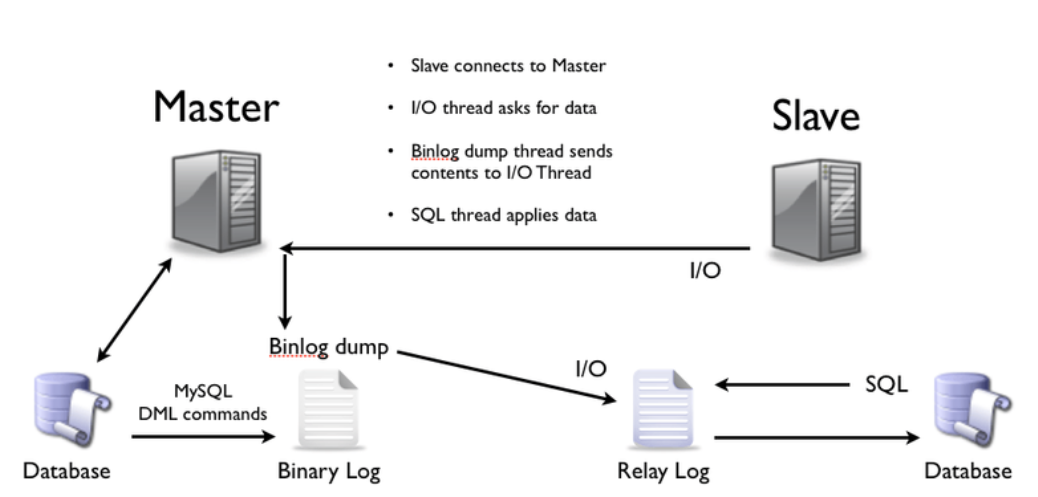 • Slave connects to Master
Master
• I/O thread asks for data
Slave
• Binlog dump thread sends
contents to I/O Thread
• SQL thread applies data
I/O
Binlog dump
I/O
MySQL
DML commands
SQL
Database
Binary Log
Relay Log
Database